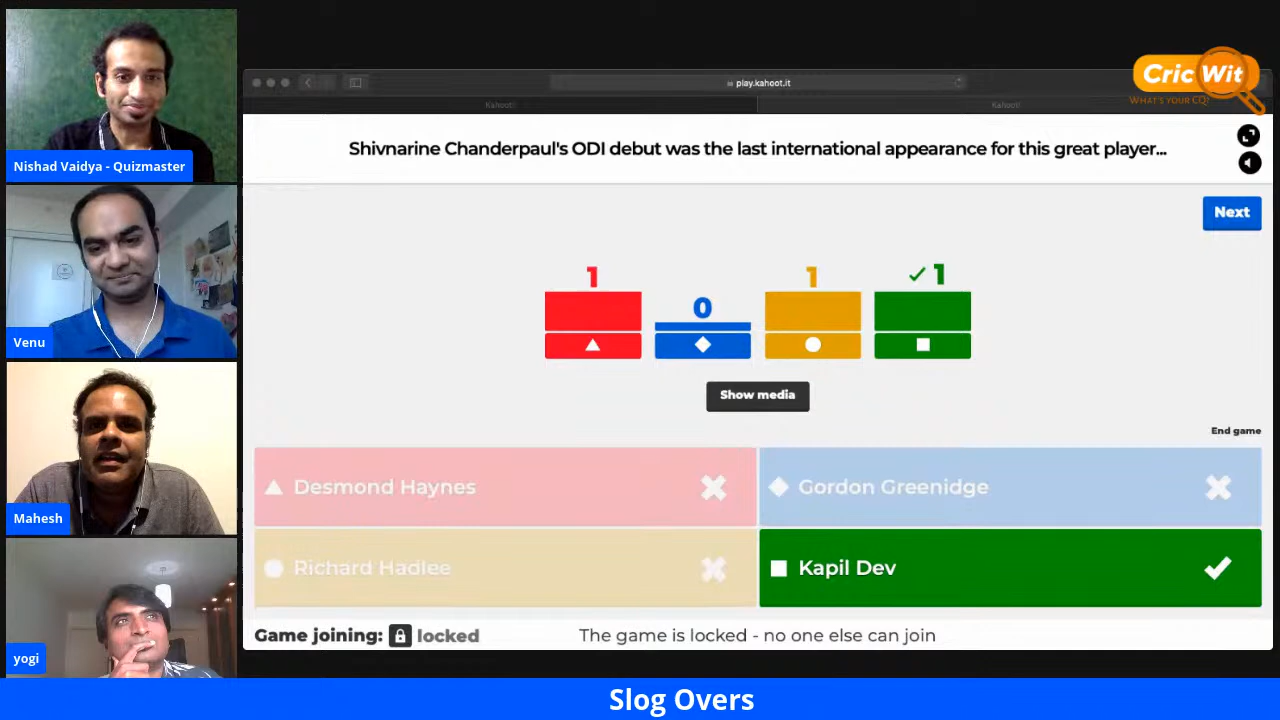 Cric Wit
WHAT'S YOUR CQ?
play.kahoot.it
Kahoot!
Kahoot!
Shivnarine Chanderpaul's ODI debut was the last international appearance for this great player...
Next
1
0
1
1
Show media
End game
Desmond Haynes
Gordon Greenidge
Richard Hadlee
Kapil Dev
Game joining: locked
The game is locked - no one else can join
Nishad Vaidya - Quizmaster
Venu
Mahesh
yogi
Slog Overs